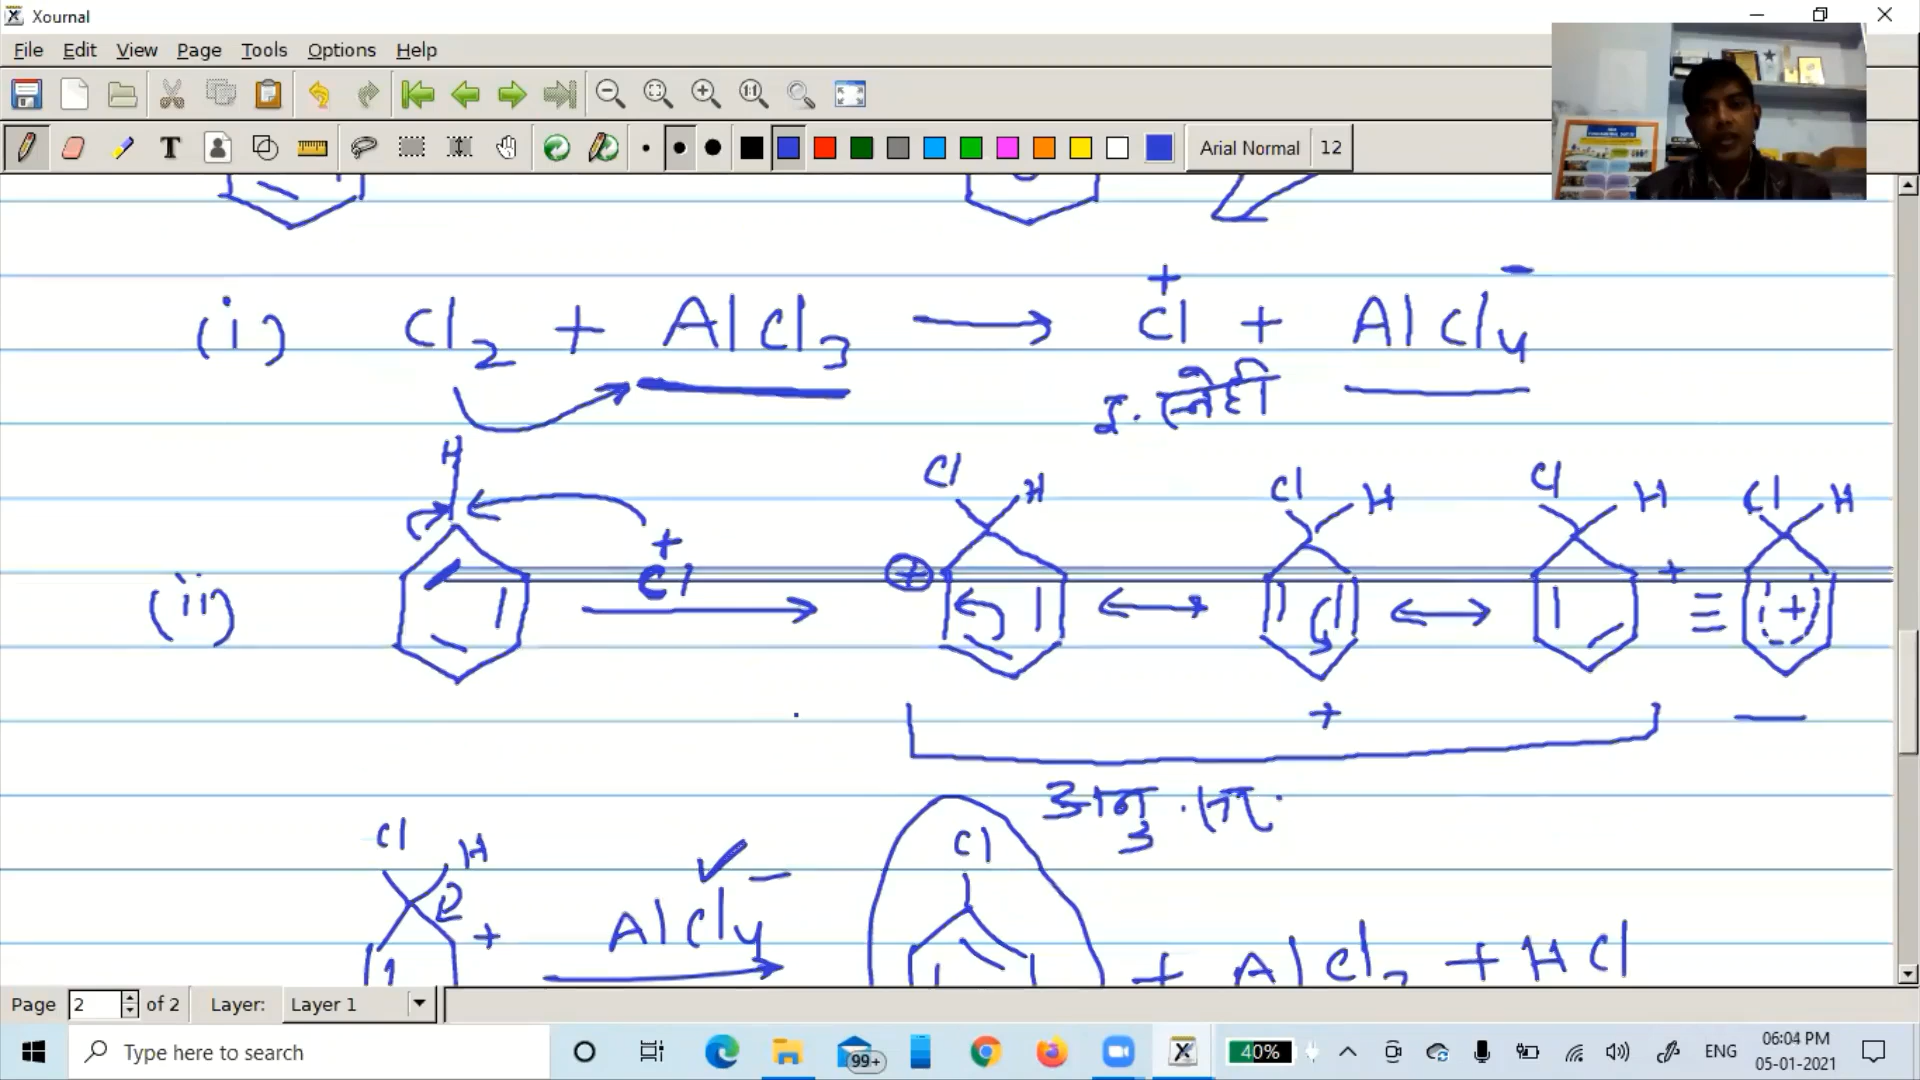 Xournal
File Edit View Page Tools Options Help
Arial Normal 12
(i) Cl2 + AlCl3 → Cl+ + AlCl4−
इ. स्नेही
H
Cl H Cl H Cl H Cl H
+ Cl + + +
(ii)
+
अनु. सं.
Cl H Cl
+ AlCl4− + AlCl3 + HCl
Page 2 of 2 Layer: Layer 1
Type here to search 99+ 40% ENG 06:04 PM
05-01-2021